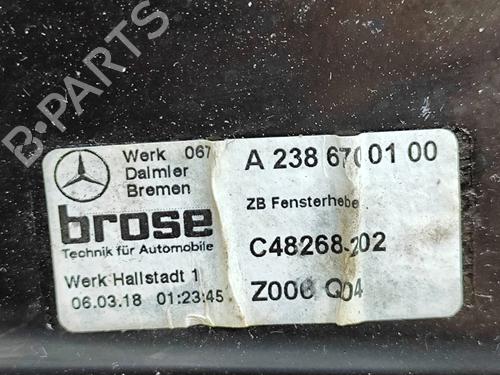 B-PARTS
Werk 067
Daimler
Bremen
A 238 670 01 00
brose
Technik für Automobile
ZB Fensterhebe
C48268-202
Werk Hallstadt 1
06.03.18 01:23:45
Z006 Q04